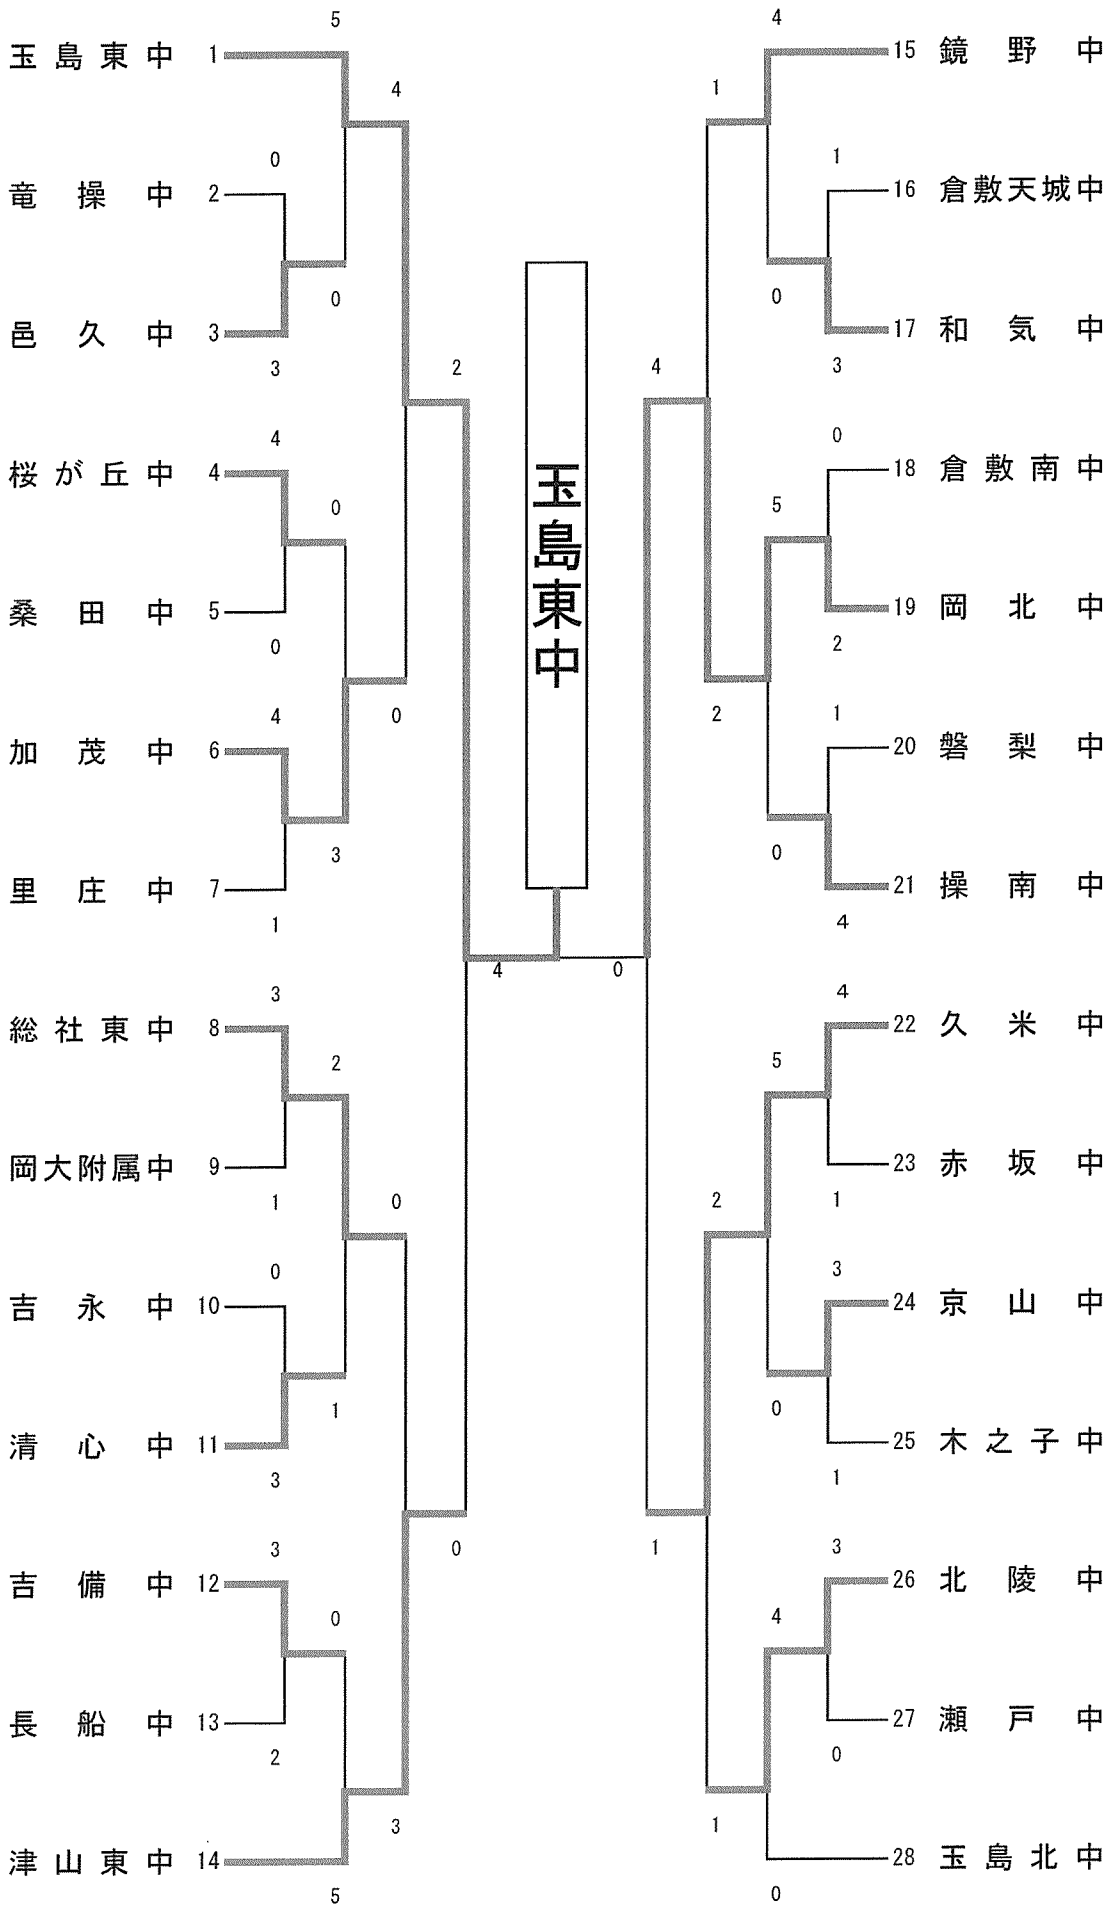 5
玉島東中 1
4
0
竜操中 2
0
邑久中 3
3
2
4
桜が丘中 4
0
桑田中 5
0
4
0
加茂中 6
3
里庄中 7
1
3
総社東中 8
2
岡大附属中 9
1
0
0
吉永中 10
1
清心中 11
3
3
0
吉備中 12
0
長船中 13
2
3
津山東中 14
5
玉島東中
4 0
4
15 鏡野中
1
1
16 倉敷天城中
0
17 和気中
3
4
0
18 倉敷南中
5
19 岡北中
2
2
1
20 磐梨中
0
21 操南中
4
4
22 久米中
5
23 赤坂中
2
1
3
24 京山中
0
25 木之子中
1
1
3
26 北陵中
4
27 瀬戸中
0
1
28 玉島北中
0